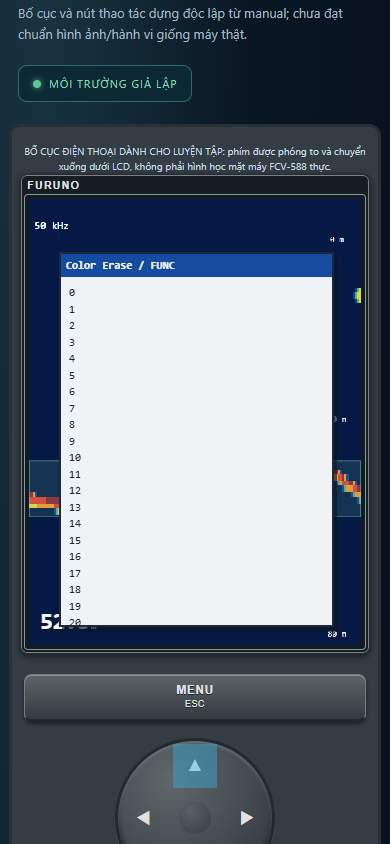 Bố cục và nút thao tác dựng độc lập từ manual; chưa đạt
chuẩn hình ảnh/hành vi giống máy thật.
MÔI TRƯỜNG GIẢ LẬP
BỐ CỤC ĐIỆN THOẠI DÀNH CHO LUYỆN TẬP: phím được phóng to và chuyển
xuống dưới LCD, không phải hình học mặt máy FCV-588 thực.
FURUNO
50 kHz
Color Erase / FUNC
0
1
2
3
4
5
6
7
8
9
10
11
12
13
14
15
16
17
18
19
20
80 m
MENU
ESC